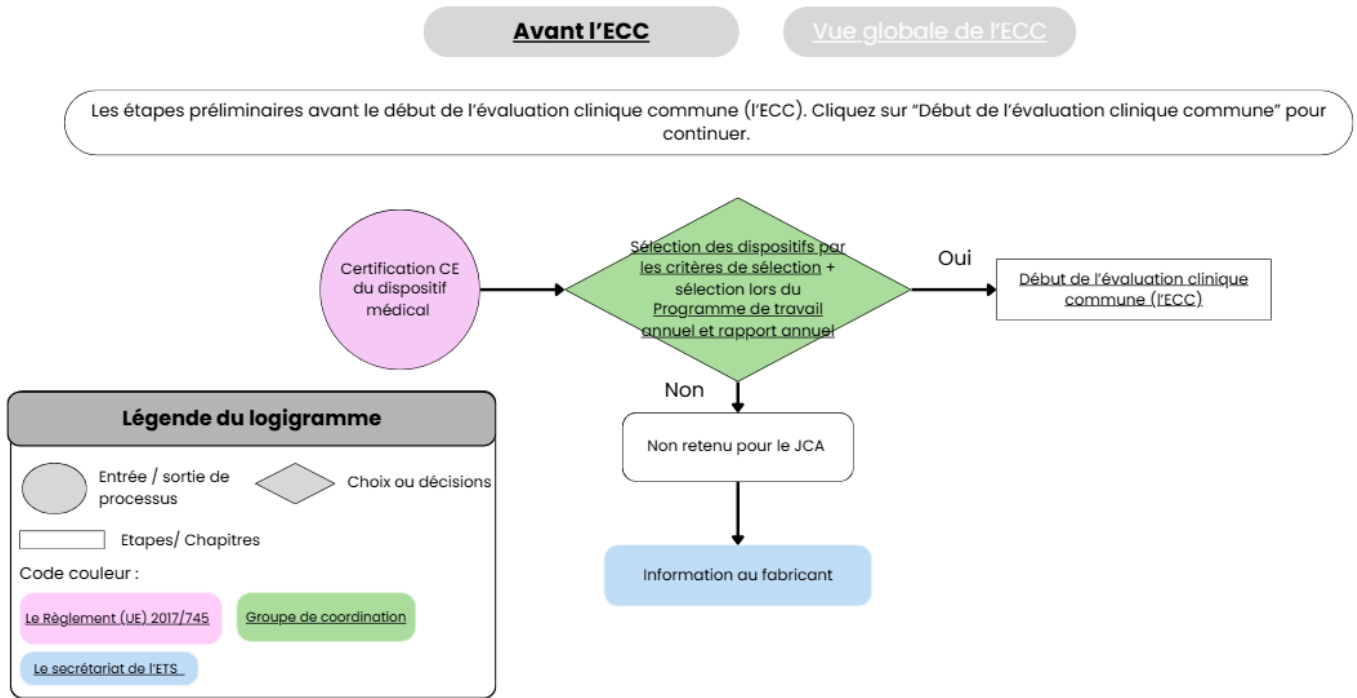 Avant l'ECC
Vue globale de l'ECC
Les étapes préliminaires avant le début de l'évaluation clinique commune (l'ECC). Cliquez sur "Début de l'évaluation clinique commune" pour
continuer.
Certification CE
du dispositif
médical
Sélection des dispositifs par
les critères de sélection +
sélection lors du
Programme de travail
annuel et rapport annuel
Oui
Début de l'évaluation clinique
commune (l'ECC)
Non
Non retenu pour le JCA
Information au fabricant
Légende du logigramme
Entrée / sortie de
processus
Choix ou décisions
Etapes/ Chapitres
Code couleur :
Le Règlement (UE) 2017/745
Groupe de coordination
Le secrétariat de l'ETS